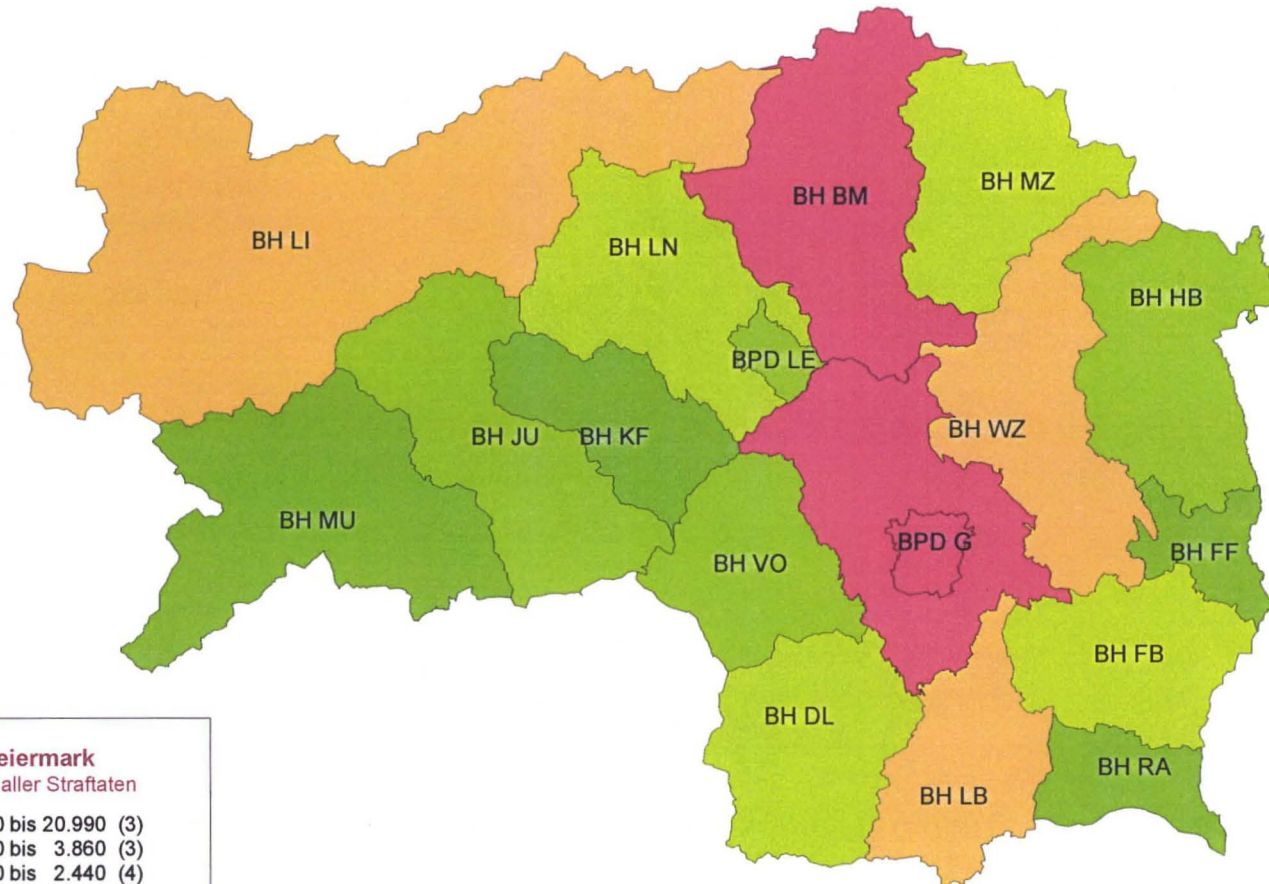 BH BM
BH MZ
BH LI
BH LN
BH HB
BPD LE
BH JU
BH KF
BH WZ
BH MU
BPD G
BH FF
BH VO
BH FB
BH DL
BH RA
BH LB
eiermark
aller Straftaten
0 bis 20.990 (3)
0 bis 3.860 (3)
0 bis 2.440 (4)